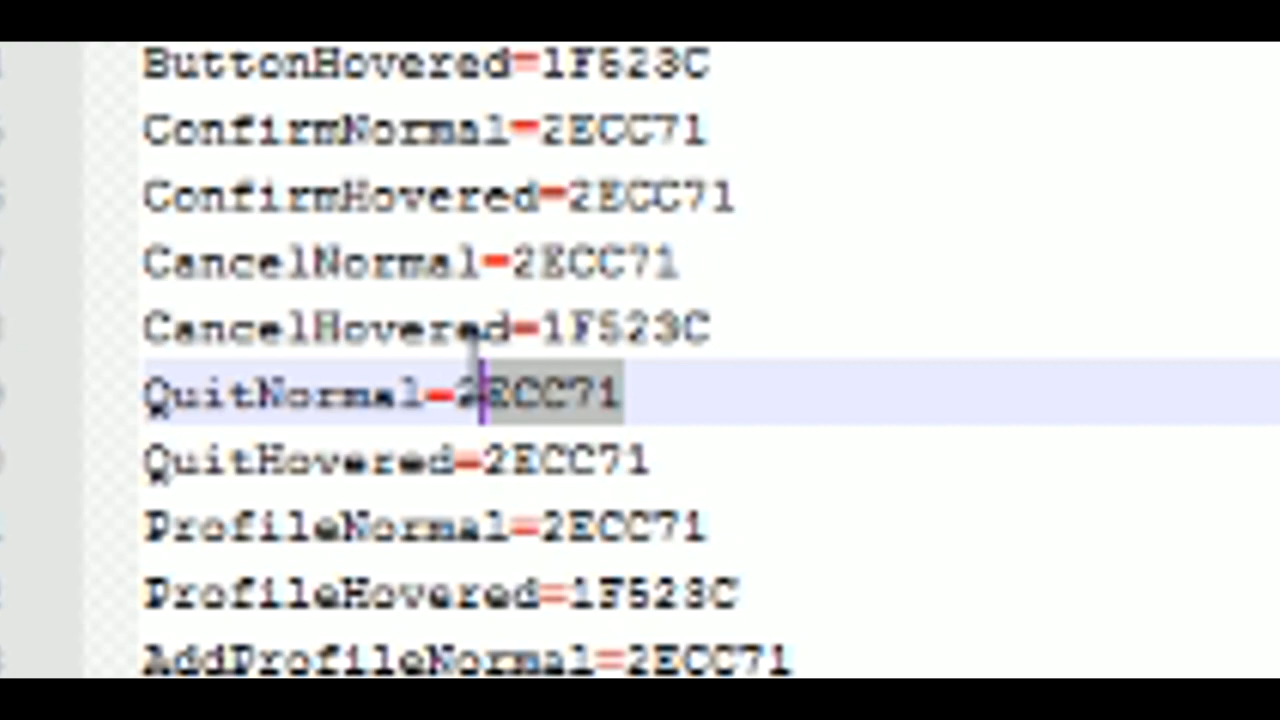 ButtonHovered=1F523C
ConfirmNormal=2ECC71
ConfirmHovered=2ECC71
CancelNormal=2ECC71
CancelHovered=1F523C
QuitNormal=2ECC71
QuitHovered=2ECC71
ProfileNormal=2ECC71
ProfileHovered=1F523C
AddProfileNormal=2ECC71